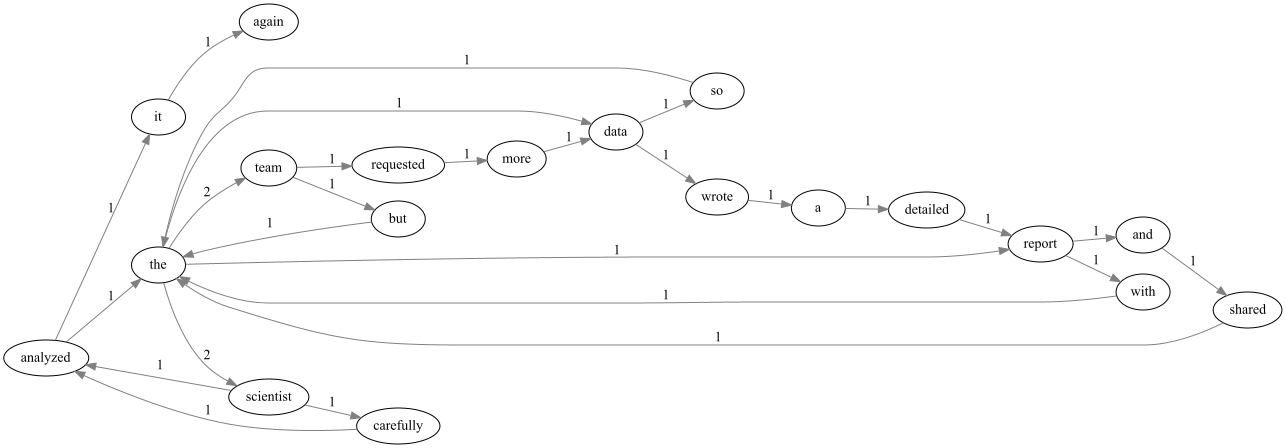 again
1
1
so
1
1
it
data
1
more
team
1
requested
1
1
1
2
1
wrote
1
a
1
detailed
1
1
but
1
report
1
and
the
1
1
1
with
1
1
shared
1
analyzed
2
1
scientist
1
1
carefully